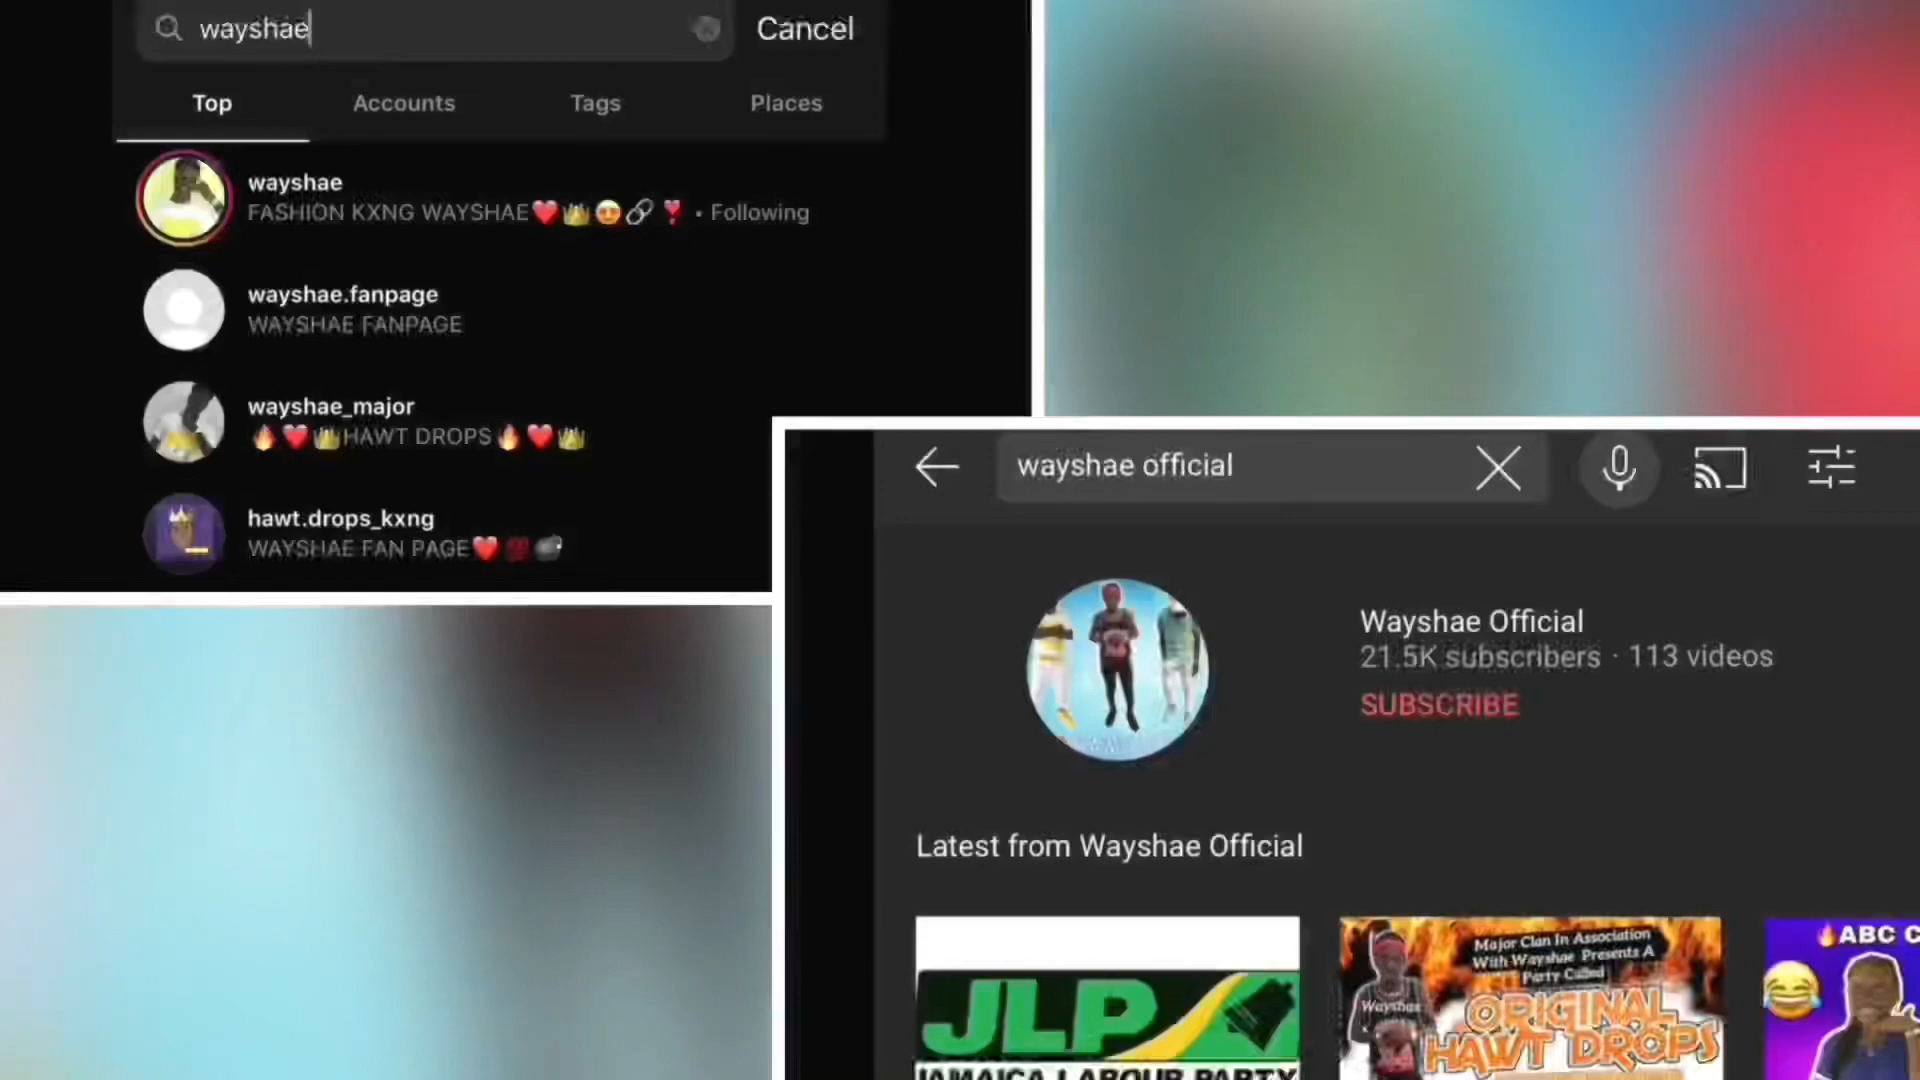 wayshae
Cancel
Top
Accounts
Tags
Places
wayshae
FASHION KXNG WAYSHAE❤️👑😍🔗❣️ • Following
wayshae.fanpage
WAYSHAE FANPAGE
wayshae_major
🔥❤️👑HAWT DROPS🔥❤️👑
hawt.drops_kxng
WAYSHAE FAN PAGE❤️💯
wayshae official
Wayshae Official
21.5K subscribers · 113 videos
SUBSCRIBE
Latest from Wayshae Official
JLP
JAMAICA LABOUR PARTY
Major Clan In Association
With Wayshae Presents A
Party Called
Wayshae
ORIGINAL
HAWT DROPS
🔥ABC C